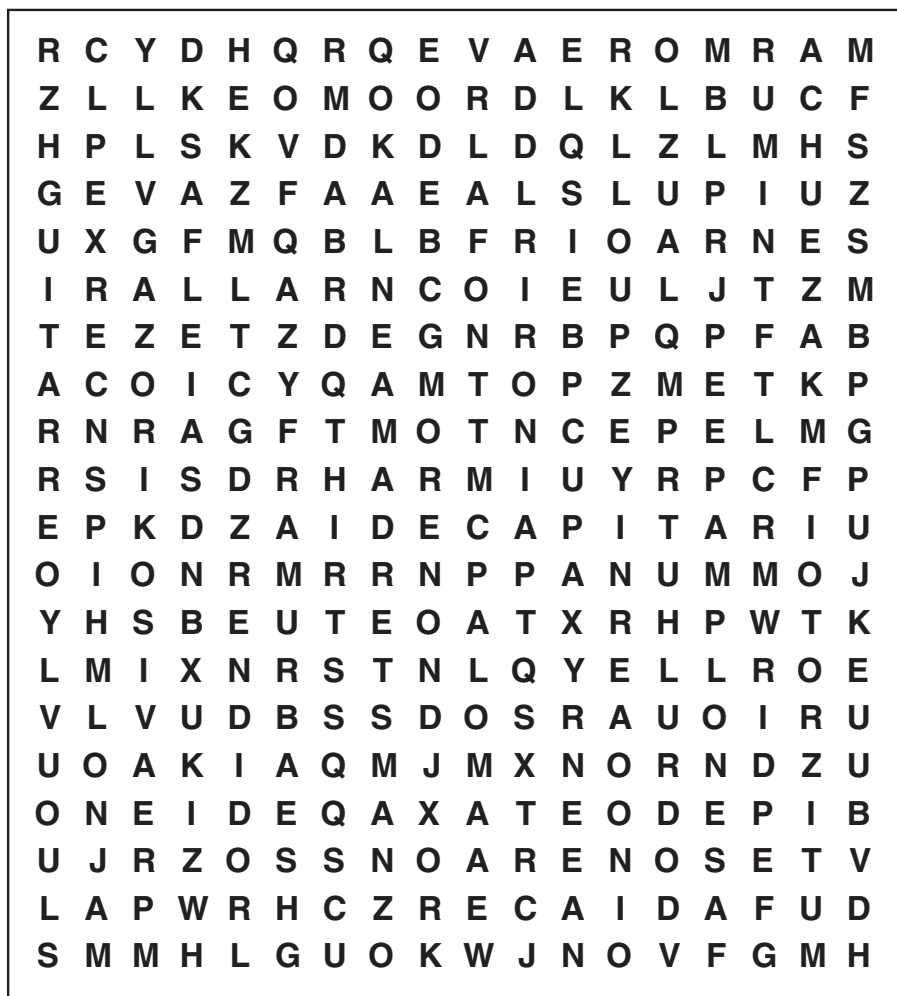 R C Y D H Q R Q E V A E R O M R A M
Z L L K E O M O O R D L K L B U C F
H P L S K V D K D L D Q L Z L M H S
G E V A Z F A A E A L S L U P I U Z
U X G F M Q B L B F R I O A R N E S
I R A L L A R N C O I E U L J T Z M
T E Z E T Z D E G N R B P Q P F A B
A C O I C Y Q A M T O P Z M E T K P
R N R A G F T M O T N C E P E L M G
R S I S D R H A R M I U Y R P C F P
E P K D Z A I D E C A P I T A R I U
O I O N R M R R N P P A N U M M O J
Y H S B E U T E O A T X R H P W T K
L M I X N R S T N L Q Y E L L R O E
V L V U D B S S D O S R A U O I R U
U O A K I A Q M J M X N O R N D Z U
O N E I D E Q A X A T E O D E P I B
U J R Z O S S N O A R E N O S E T V
L A P W R H C Z R E C A I D A F U D
S M M H L G U O K W J N O V F G M H